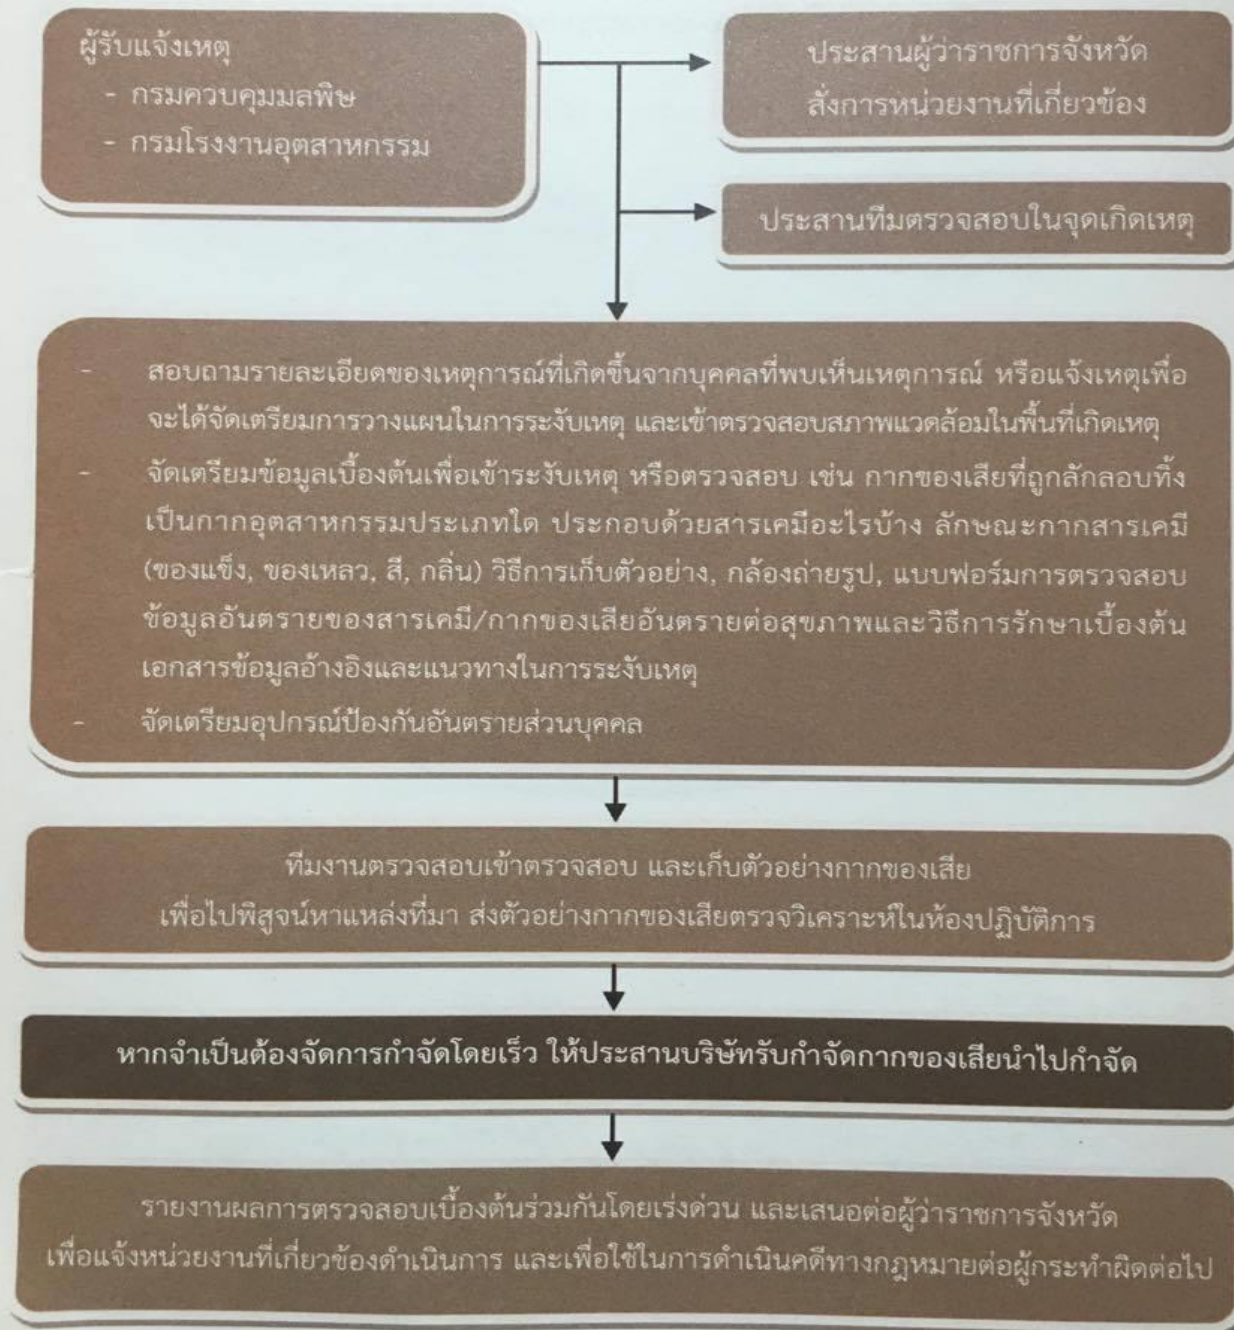 ผู้รับแจ้งเหตุ
- กรมควบคุมมลพิษ
- กรมโรงงานอุตสาหกรรม
ประสานผู้ว่าราชการจังหวัด
สั่งการหน่วยงานที่เกี่ยวข้อง
ประสานทีมตรวจสอบในจุดเกิดเหตุ
- สอบถามรายละเอียดของเหตุการณ์ที่เกิดขึ้นจากบุคคลที่พบเห็นเหตุการณ์ หรือแจ้งเหตุเพื่อ
จะได้จัดเตรียมการวางแผนในการระงับเหตุ และเข้าตรวจสอบสภาพแวดล้อมในพื้นที่เกิดเหตุ
- จัดเตรียมข้อมูลเบื้องต้นเพื่อเข้าระงับเหตุ หรือตรวจสอบ เช่น กากของเสียที่ถูกลักลอบทิ้ง
เป็นกากอุตสาหกรรมประเภทใด ประกอบด้วยสารเคมีอะไรบ้าง ลักษณะกากสารเคมี
(ของแข็ง, ของเหลว, สี, กลิ่น) วิธีการเก็บตัวอย่าง, กล้องถ่ายรูป, แบบฟอร์มการตรวจสอบ
ข้อมูลอันตรายของสารเคมี/กากของเสียอันตรายต่อสุขภาพและวิธีการรักษาเบื้องต้น
เอกสารข้อมูลอ้างอิงและแนวทางในการระงับเหตุ
- จัดเตรียมอุปกรณ์ป้องกันอันตรายส่วนบุคคล
ทีมงานตรวจสอบเข้าตรวจสอบ และเก็บตัวอย่างกากของเสีย
เพื่อไปพิสูจน์หาแหล่งที่มา ส่งตัวอย่างกากของเสียตรวจวิเคราะห์ในห้องปฏิบัติการ
หากจำเป็นต้องจัดการกำจัดโดยเร็ว ให้ประสานบริษัทรับกำจัดกากของเสียนำไปกำจัด
รายงานผลการตรวจสอบเบื้องต้นร่วมกันโดยเร่งด่วน และเสนอต่อผู้ว่าราชการจังหวัด
เพื่อแจ้งหน่วยงานที่เกี่ยวข้องดำเนินการ และเพื่อใช้ในการดำเนินคดีทางกฎหมายต่อผู้กระทำผิดต่อไป